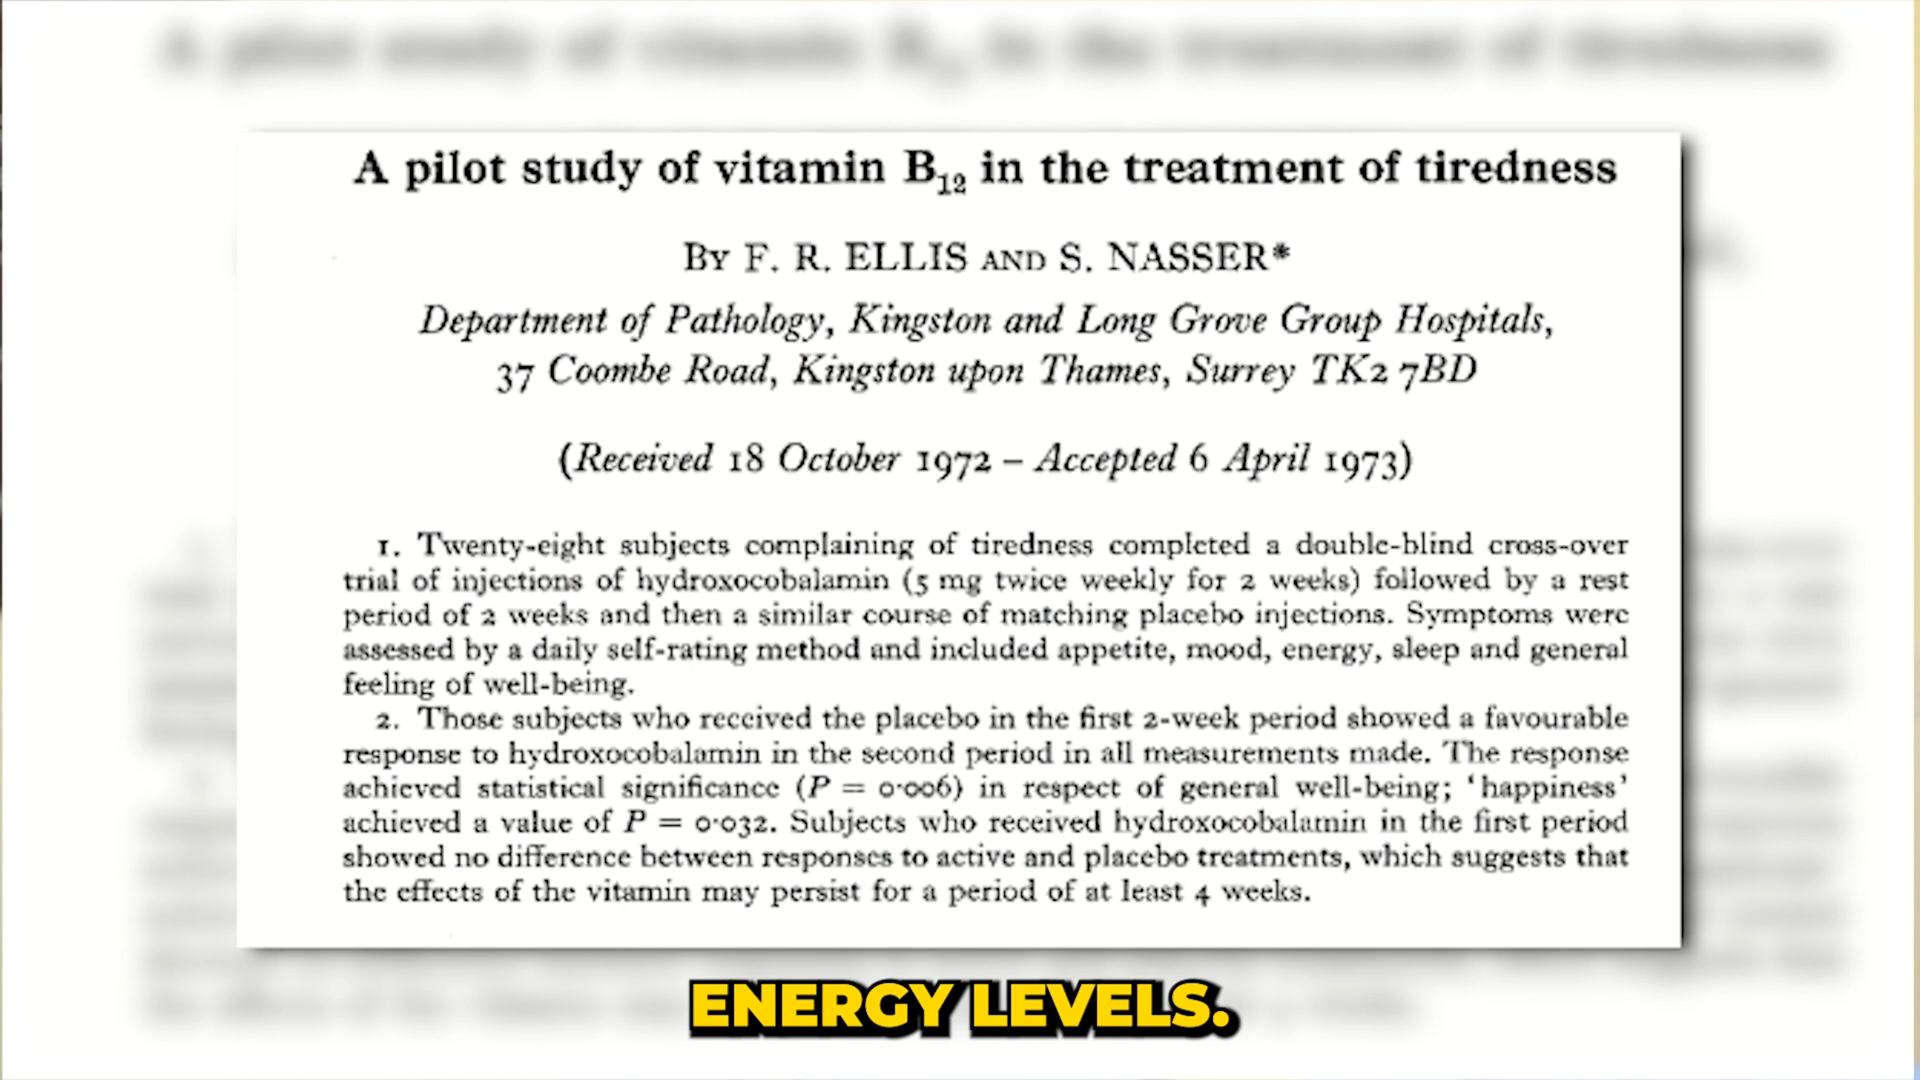 A pilot study of vitamin B12 in the treatment of tiredness
BY F. R. ELLIS AND S. NASSER*
Department of Pathology, Kingston and Long Grove Group Hospitals,
37 Coombe Road, Kingston upon Thames, Surrey TK2 7BD
(Received 18 October 1972 – Accepted 6 April 1973)
1. Twenty-eight subjects complaining of tiredness completed a double-blind cross-over
trial of injections of hydroxocobalamin (5 mg twice weekly for 2 weeks) followed by a rest
period of 2 weeks and then a similar course of matching placebo injections. Symptoms were
assessed by a daily self-rating method and included appetite, mood, energy, sleep and general
feeling of well-being.
2. Those subjects who received the placebo in the first 2-week period showed a favourable
response to hydroxocobalamin in the second period in all measurements made. The response
achieved statistical significance (P = 0·006) in respect of general well-being; 'happiness'
achieved a value of P = 0·032. Subjects who received hydroxocobalamin in the first period
showed no difference between responses to active and placebo treatments, which suggests that
the effects of the vitamin may persist for a period of at least 4 weeks.
ENERGY LEVELS.